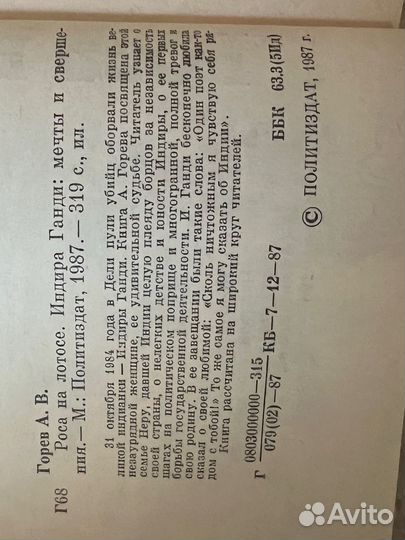 Горев А. В.
Г68
Роса на лотосе. Индира Ганди: мечты и сверше-
ния.— М.: Политиздат, 1987.— 319 с., ил.
31 октября 1984 года в Дели пули убийц оборвали жизнь ве-
ликой индианки — Индиры Ганди. Книга А. Горева посвящена этой
незаурядной женщине, ее удивительной судьбе. Читатель узнает о
семье Неру, давшей Индии целую плеяду борцов за независимость
своей страны, о нелегких детстве и юности Индиры, о ее первых
шагах на политическом поприще и многогранной, полной тревог и
борьбы государственной деятельности. И. Ганди бесконечно любила
свою родину. В ее завещании были такие слова: «Один поэт как-то
сказал о своей любимой: «Сколь ничтожным я чувствую себя ря-
дом с тобой!» То же самое я могу сказать об Индии».
Книга рассчитана на широкий круг читателей.
Г 0803000000—315
079(02)—87 КБ—7—12—87
ББК 63.3(5Ид)
© ПОЛИТИЗДАТ, 1987 г.
Avito